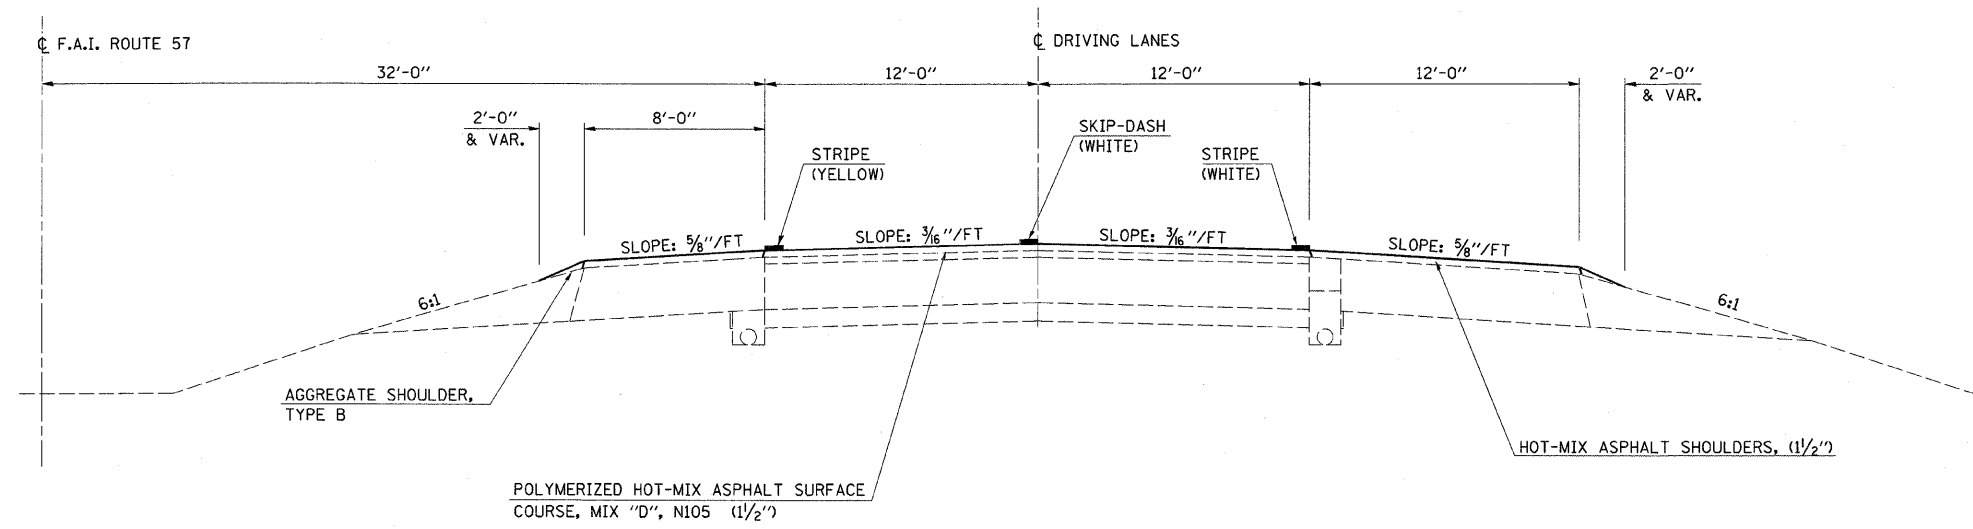 ℄ F.A.I. ROUTE 57
℄ DRIVING LANES
32'-0"
12'-0"
12'-0"
12'-0"
2'-0"
& VAR.
2'-0"
& VAR.
8'-0"
SKIP-DASH
(WHITE)
STRIPE
(YELLOW)
STRIPE
(WHITE)
SLOPE: 5/8"/FT
SLOPE: 3/16"/FT
SLOPE: 3/16"/FT
SLOPE: 5/8"/FT
6:1
6:1
AGGREGATE SHOULDER,
TYPE B
HOT-MIX ASPHALT SHOULDERS, (1 1/2")
POLYMERIZED HOT-MIX ASPHALT SURFACE
COURSE, MIX "D", N105 (1 1/2")